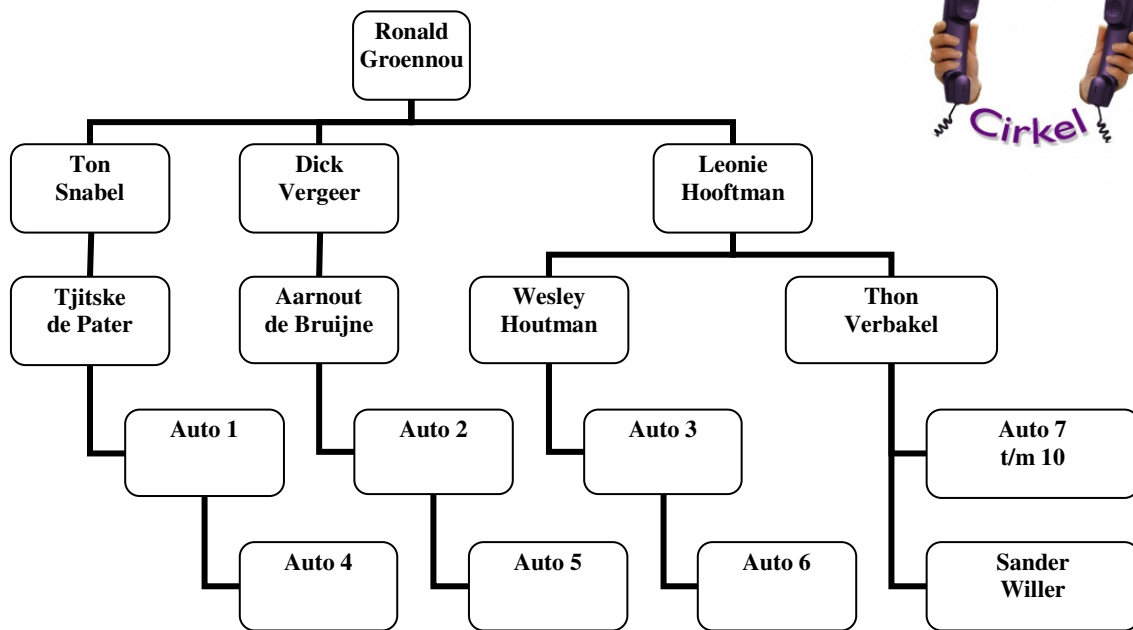 Ronald
Groennou
Cirkel
Ton
Snabel
Dick
Vergeer
Leonie
Hooftman
Tjitske
de Pater
Aarnout
de Bruijne
Wesley
Houtman
Thon
Verbakel
Auto 1
Auto 2
Auto 3
Auto 7
t/m 10
Auto 4
Auto 5
Auto 6
Sander
Willer